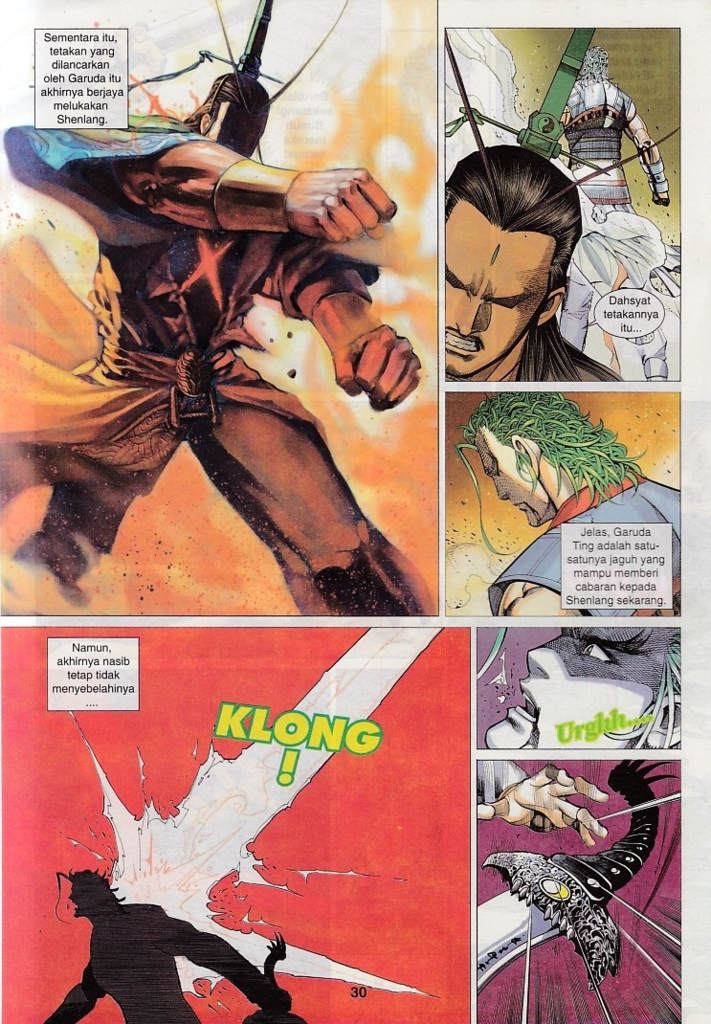 Sementara itu,
tetakan yang
dilancarkan
oleh Garuda itu
akhirnya berjaya
melukakan
Shenlang.
Dahsyat
tetakannya
itu...
Jelas, Garuda
Ting adalah satu-
satunya jaguh yang
mampu memberi
cabaran kepada
Shenlang sekarang.
Namun,
akhirnya nasib
tetap tidak
menyebelahinya
....
KLONG
!
Urghh....
30